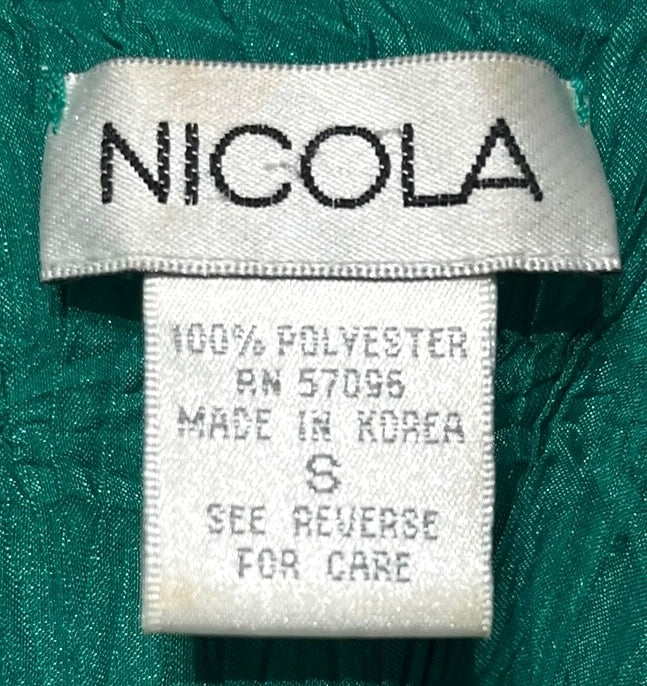 NICOLA
100% POLYESTER
RN 57095
MADE IN KOREA
S
SEE REVERSE
FOR CARE